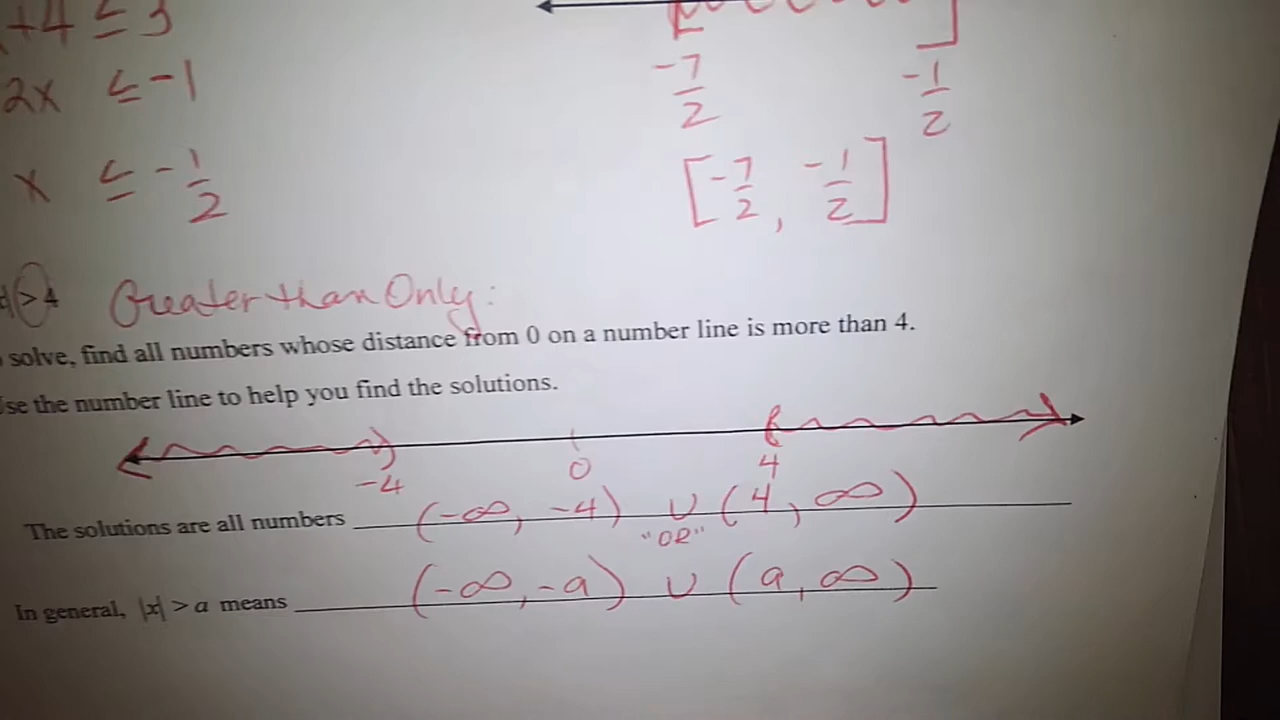 +4 ≤ 3
2x ≤ -1
-7/2 -1/2
x ≤ -1/2
[-7/2, -1/2]
> 4 Greater than Only:
solve, find all numbers whose distance from 0 on a number line is more than 4.
se the number line to help you find the solutions.
-4 0 4
The solutions are all numbers (-∞, -4) ∪ (4, ∞)
"OR"
In general, |x| > a means (-∞, -a) ∪ (a, ∞)